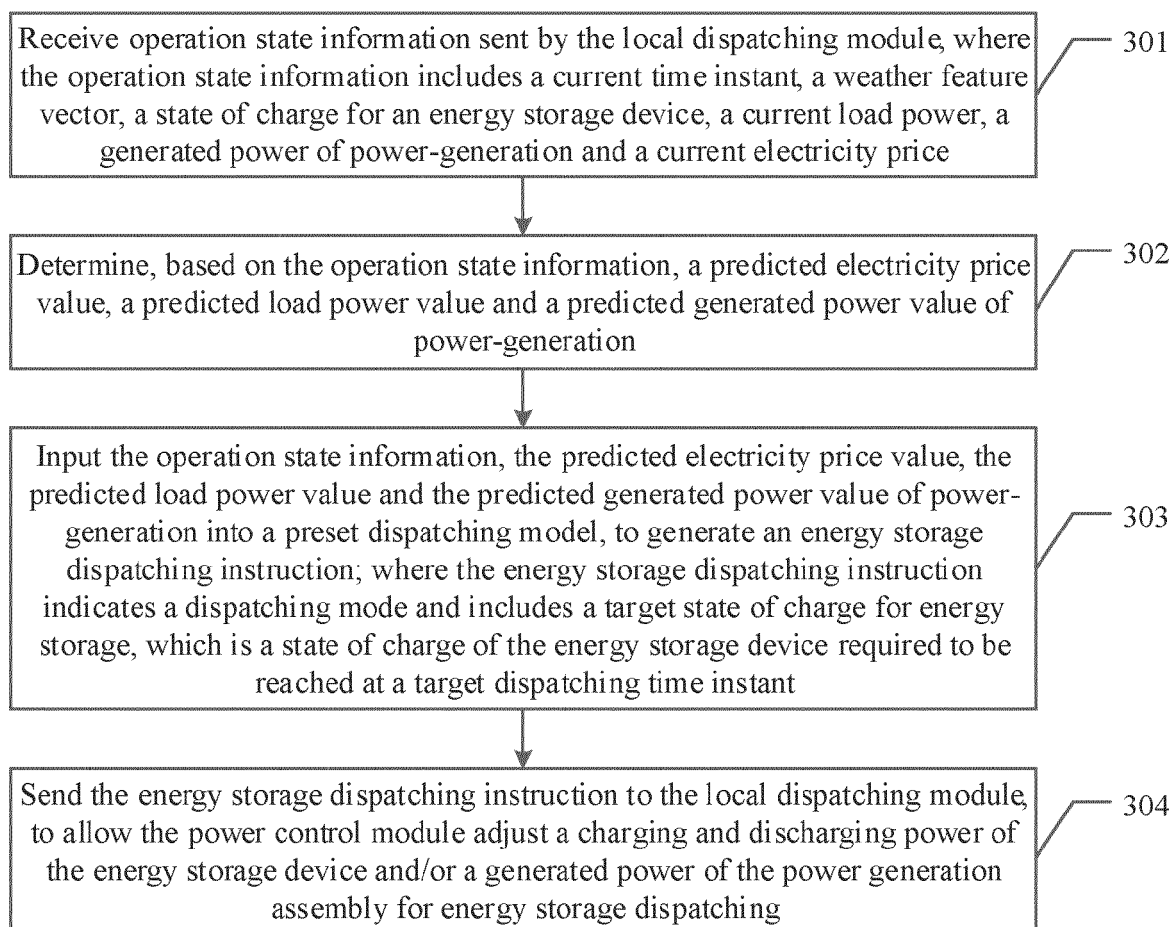 Receive operation state information sent by the local dispatching module, where
the operation state information includes a current time instant, a weather feature
vector, a state of charge for an energy storage device, a current load power, a
generated power of power-generation and a current electricity price
301
Determine, based on the operation state information, a predicted electricity price
value, a predicted load power value and a predicted generated power value of
power-generation
302
Input the operation state information, the predicted electricity price value, the
predicted load power value and the predicted generated power value of power-
generation into a preset dispatching model, to generate an energy storage
dispatching instruction; where the energy storage dispatching instruction
indicates a dispatching mode and includes a target state of charge for energy
storage, which is a state of charge of the energy storage device required to be
reached at a target dispatching time instant
303
Send the energy storage dispatching instruction to the local dispatching module,
to allow the power control module adjust a charging and discharging power of
the energy storage device and/or a generated power of the power generation
assembly for energy storage dispatching
304